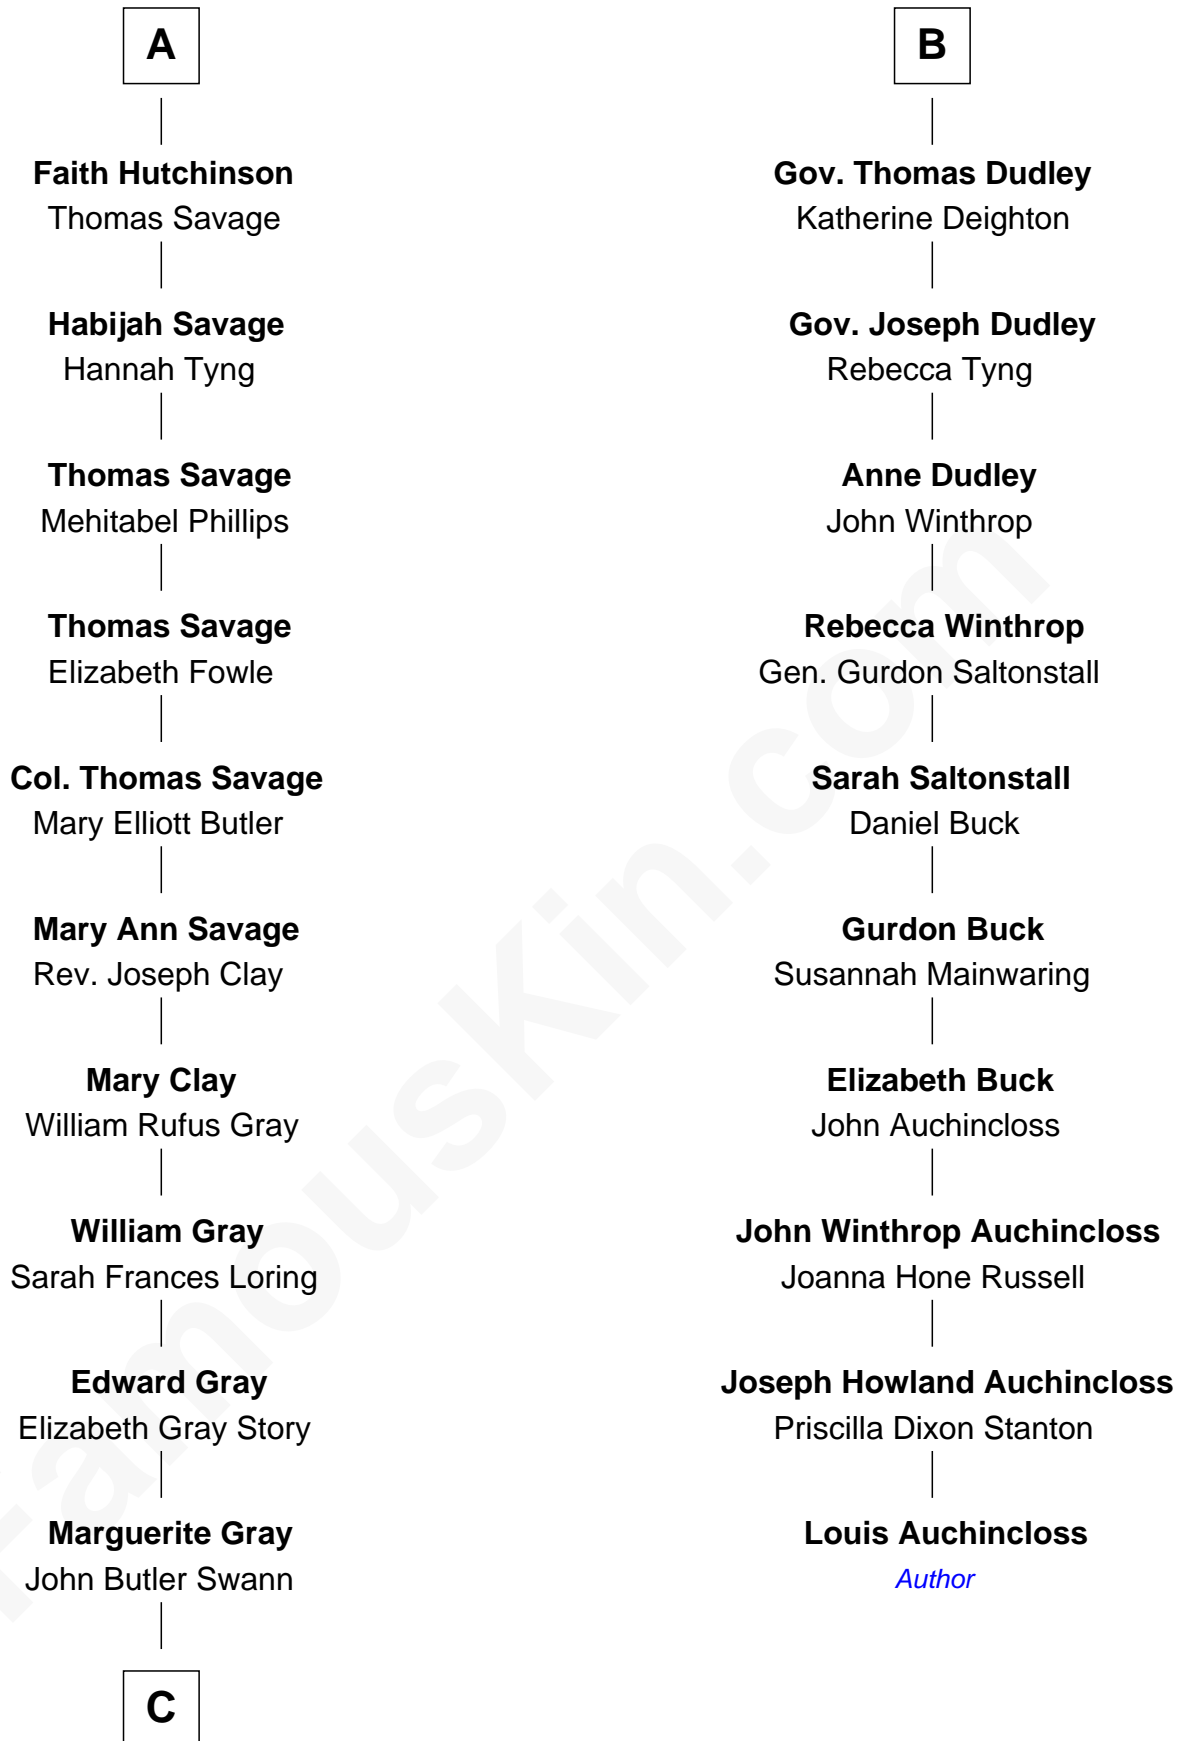 A
Faith Hutchinson
Thomas Savage
Habijah Savage
Hannah Tyng
Thomas Savage
Mehitabel Phillips
Thomas Savage
Elizabeth Fowle
Col. Thomas Savage
Mary Elliott Butler
Mary Ann Savage
Rev. Joseph Clay
Mary Clay
William Rufus Gray
William Gray
Sarah Frances Loring
Edward Gray
Elizabeth Gray Story
Marguerite Gray
John Butler Swann
C
B
Gov. Thomas Dudley
Katherine Deighton
Gov. Joseph Dudley
Rebecca Tyng
Anne Dudley
John Winthrop
Rebecca Winthrop
Gen. Gurdon Saltonstall
Sarah Saltonstall
Daniel Buck
Gurdon Buck
Susannah Mainwaring
Elizabeth Buck
John Auchincloss
John Winthrop Auchincloss
Joanna Hone Russell
Joseph Howland Auchincloss
Priscilla Dixon Stanton
Louis Auchincloss
Author
FamousKin.com